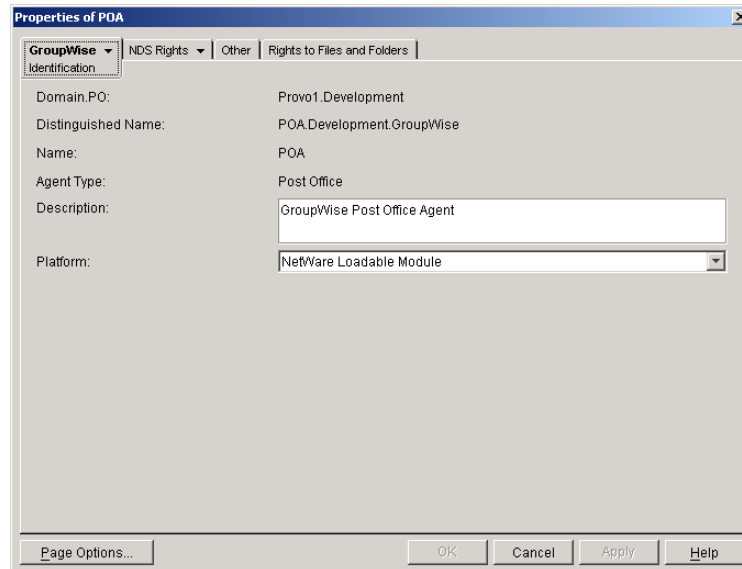 Properties of POA
GroupWise NDS Rights Other Rights to Files and Folders
Identification
Domain.PO: Provo1.Development
Distinguished Name: POA.Development.GroupWise
Name: POA
Agent Type: Post Office
Description: GroupWise Post Office Agent
Platform: NetWare Loadable Module
Page Options... OK Cancel Apply Help